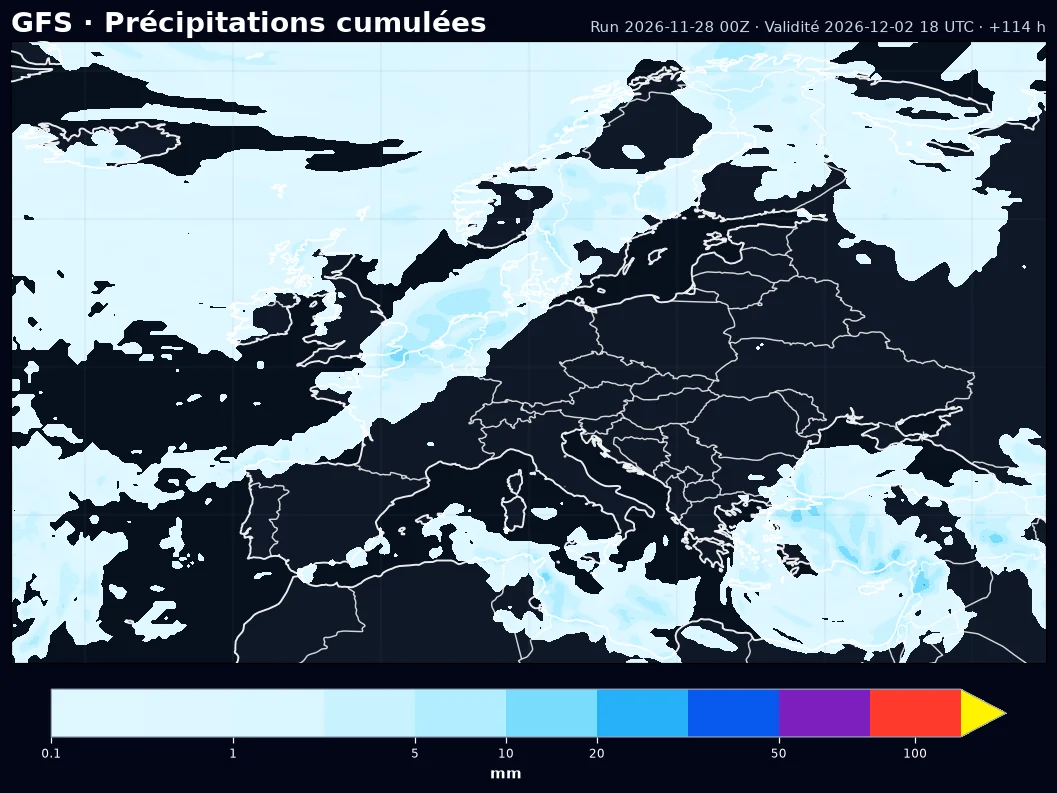 GFS · Précipitations cumulées
Run 2026-11-28 00Z · Validité 2026-12-02 18 UTC · +114 h
0.1 1 5 10 20 50 100
mm